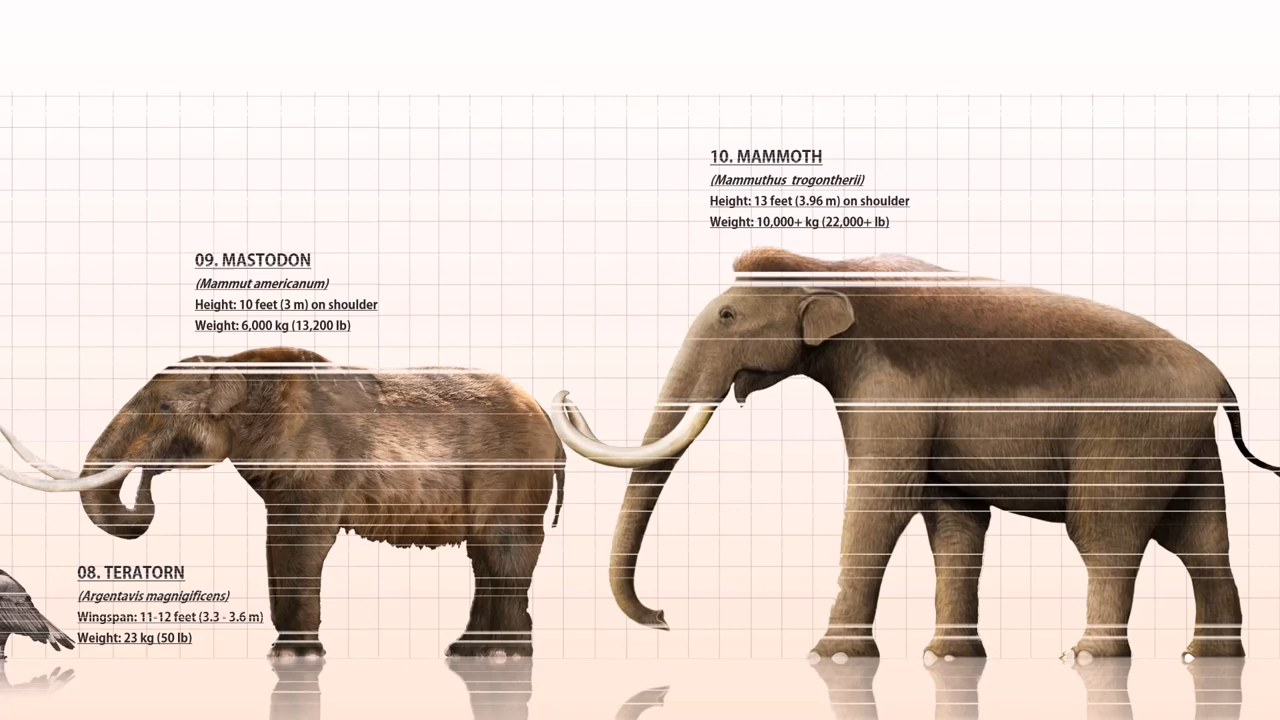 10. MAMMOTH
(Mammuthus trogontherii)
Height: 13 feet (3.96 m) on shoulder
Weight: 10,000+ kg (22,000+ lb)
09. MASTODON
(Mammut americanum)
Height: 10 feet (3 m) on shoulder
Weight: 6,000 kg (13,200 lb)
08. TERATORN
(Argentavis magnigificens)
Wingspan: 11-12 feet (3.3 - 3.6 m)
Weight: 23 kg (50 lb)